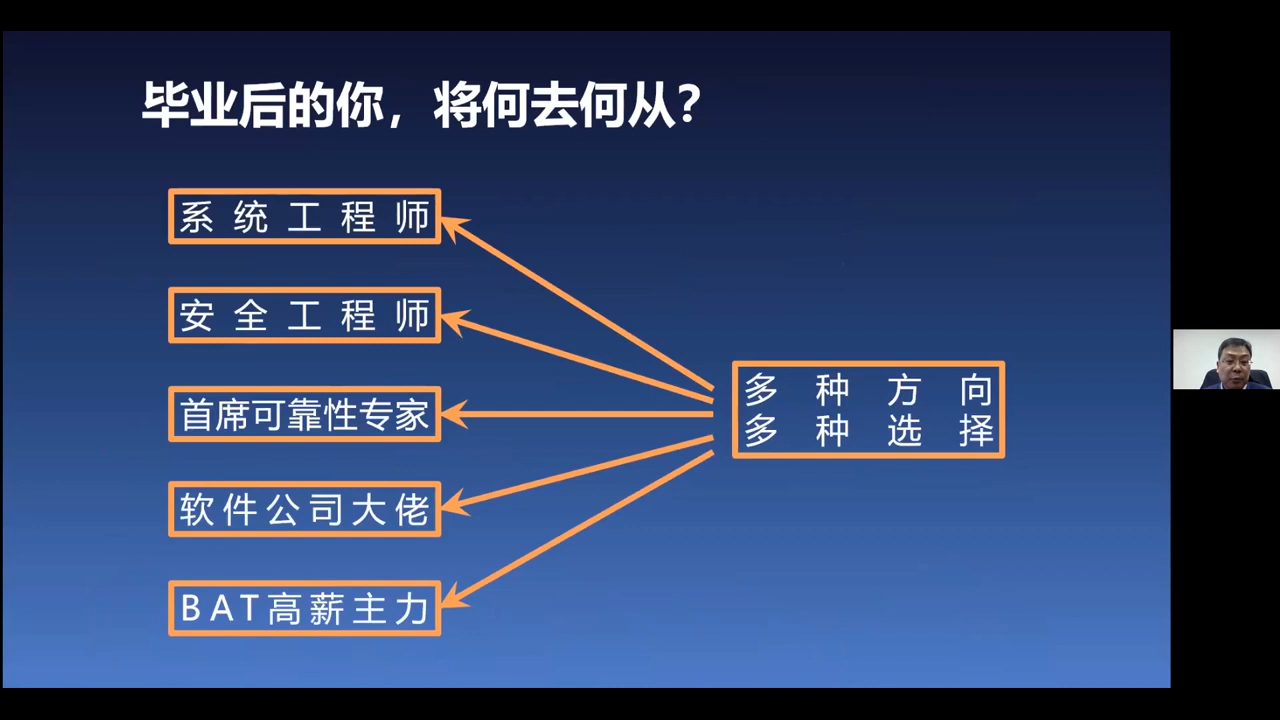 毕业后的你，将何去何从？
系统工程师
安全工程师
首席可靠性专家
软件公司大佬
BAT高薪主力
多种方向
多种选择